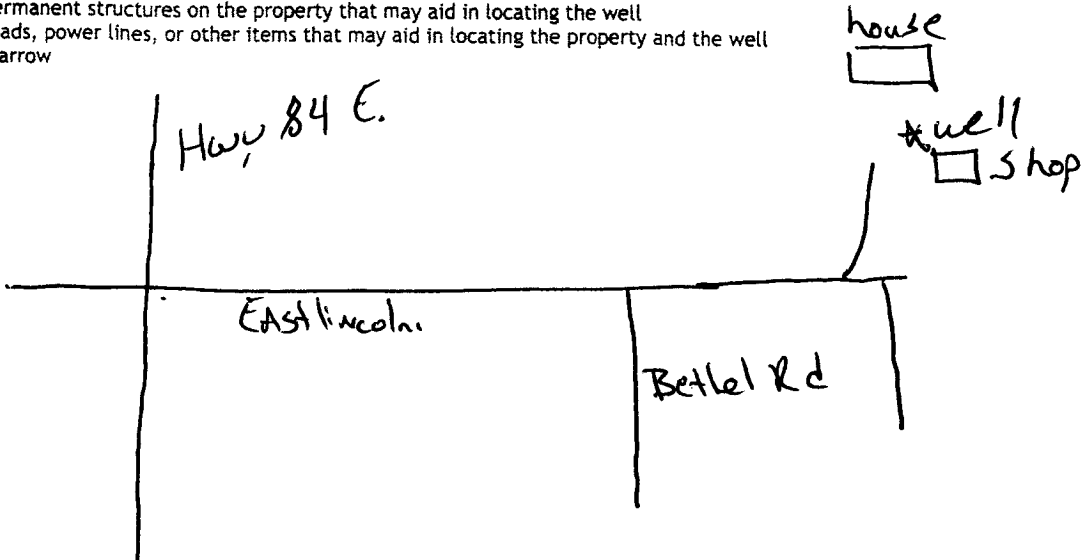 ermanent structures on the property that may aid in locating the well
ads, power lines, or other items that may aid in locating the property and the well
arrow
house
Hwy 84 E.
well
shop
East lincoln.
Bethel Rd